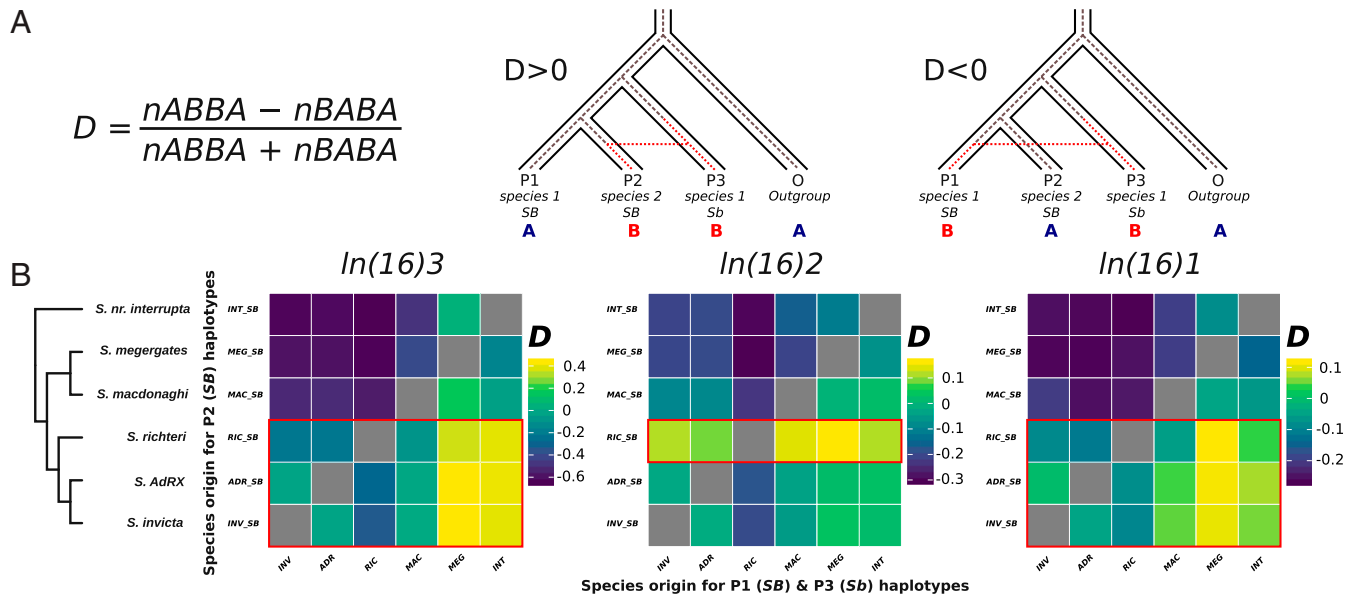 A
D = nABBA − nBABA
nABBA + nBABA
D>0
P1 P2 P3 O
species 1 species 2 species 1 Outgroup
SB SB Sb
A B B A
D<0
P1 P2 P3 O
species 1 species 2 species 1 Outgroup
SB SB Sb
B A B A
B
S. nr. interrupta
S. megergates
S. macdonaghi
S. richteri
S. AdRX
S. invicta
Species origin for P2 (SB) haplotypes
In(16)3
INT_SB
MEG_SB
MAC_SB
RIC_SB
ADR_SB
INV_SB
INV ADR RIC MAC MEG INT
D
0.4
0.2
0
-0.2
-0.4
-0.6
In(16)2
INT_SB
MEG_SB
MAC_SB
RIC_SB
ADR_SB
INV_SB
INV ADR RIC MAC MEG INT
D
0.1
0
-0.1
-0.2
-0.3
In(16)1
INT_SB
MEG_SB
MAC_SB
RIC_SB
ADR_SB
INV_SB
INV ADR RIC MAC MEG INT
D
0.1
0
-0.1
-0.2
Species origin for P1 (SB) & P3 (Sb) haplotypes